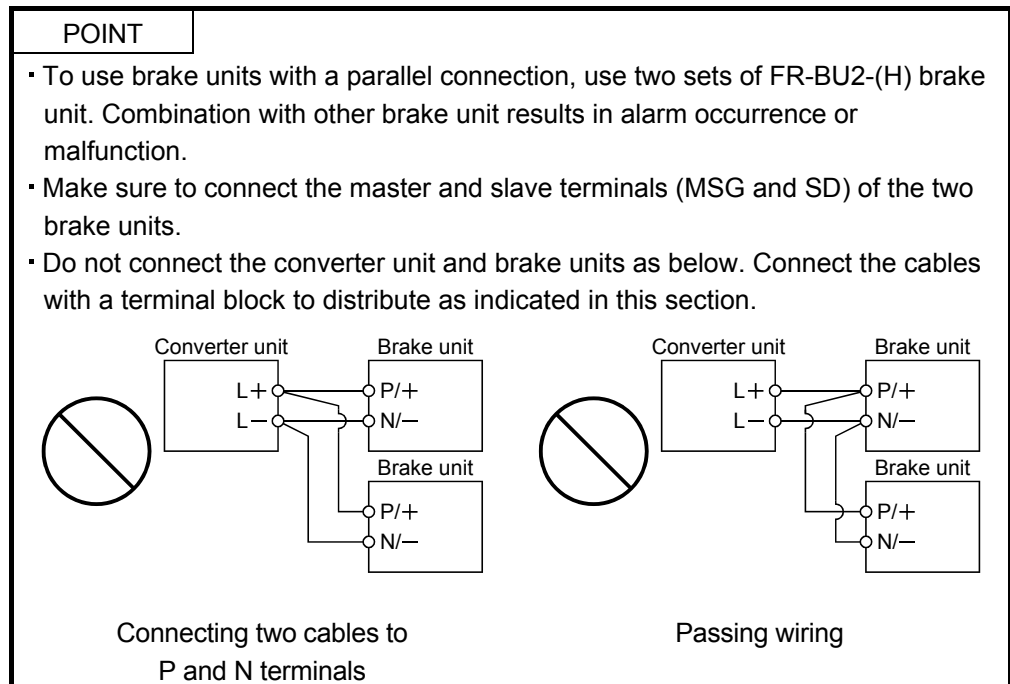 POINT
▪ To use brake units with a parallel connection, use two sets of FR-BU2-(H) brake
unit. Combination with other brake unit results in alarm occurrence or
malfunction.
▪ Make sure to connect the master and slave terminals (MSG and SD) of the two
brake units.
▪ Do not connect the converter unit and brake units as below. Connect the cables
with a terminal block to distribute as indicated in this section.
Converter unit
Brake unit
L+
P/+
L−
N/−
Brake unit
P/+
N/−
Connecting two cables to
P and N terminals
Converter unit
Brake unit
L+
P/+
L−
N/−
Brake unit
P/+
N/−
Passing wiring